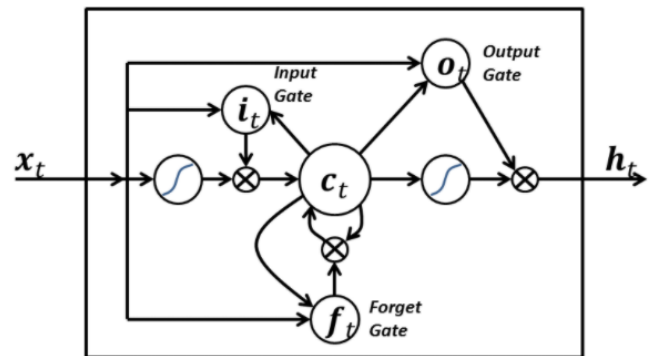 o_t
Output
Gate
Input
Gate
i_t
x_t
c_t
h_t
f_t
Forget
Gate